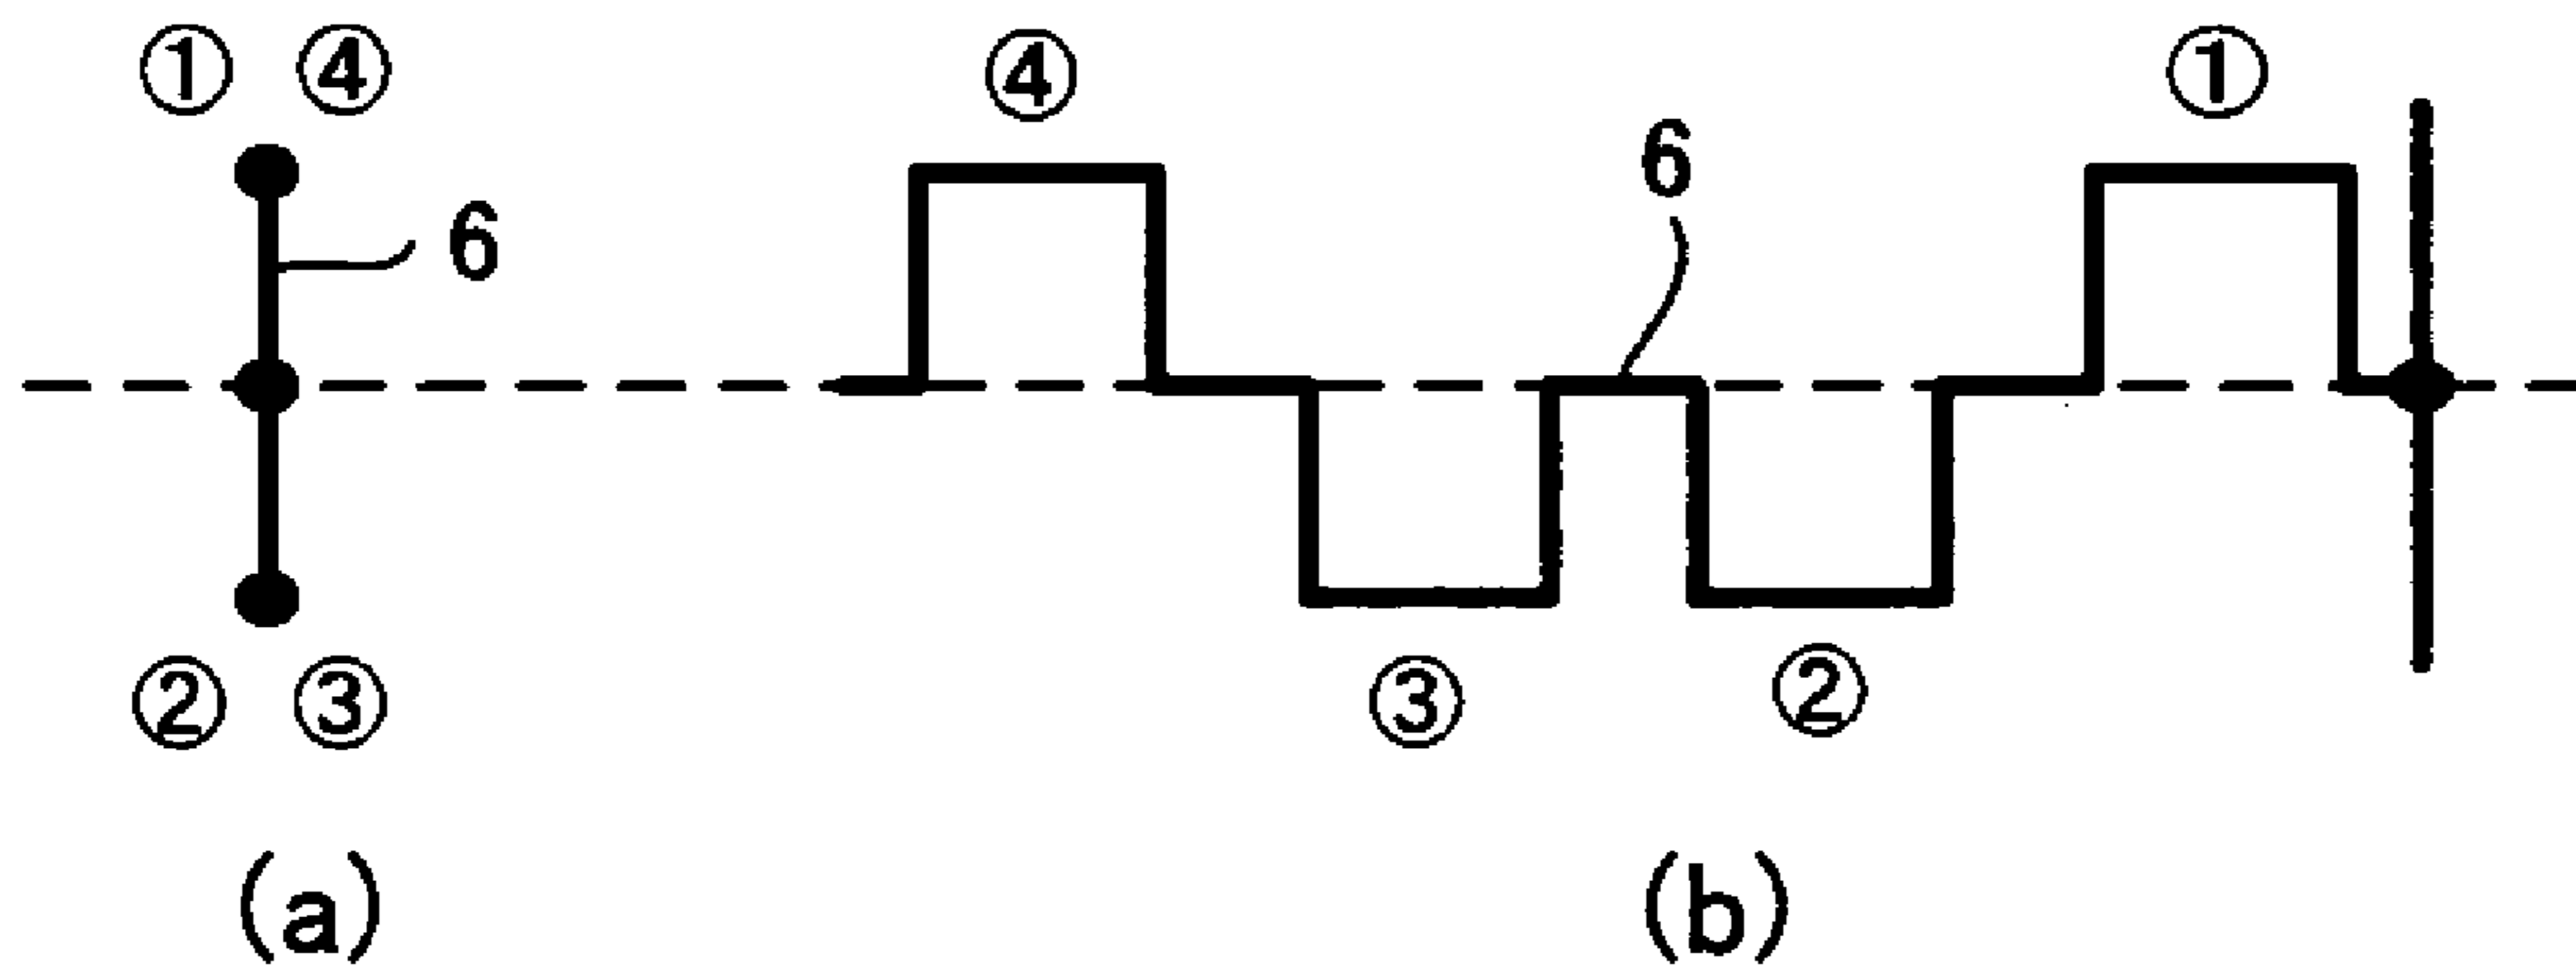 ① ④ ④ ①
6 6
② ③ ③ ②
(a) (b)